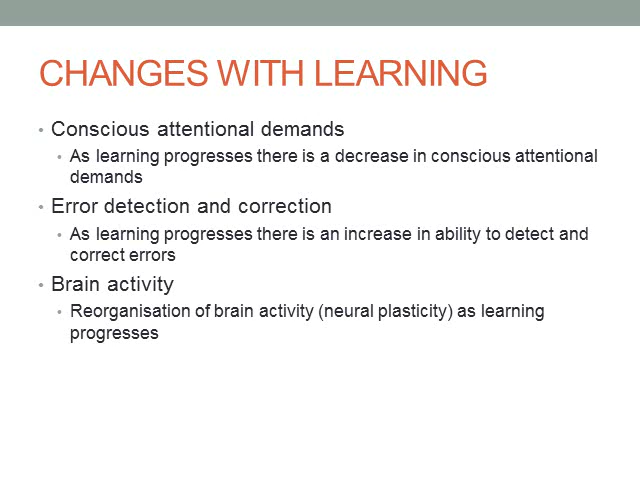 CHANGES WITH LEARNING
• Conscious attentional demands
• As learning progresses there is a decrease in conscious attentional
demands
• Error detection and correction
• As learning progresses there is an increase in ability to detect and
correct errors
• Brain activity
• Reorganisation of brain activity (neural plasticity) as learning
progresses